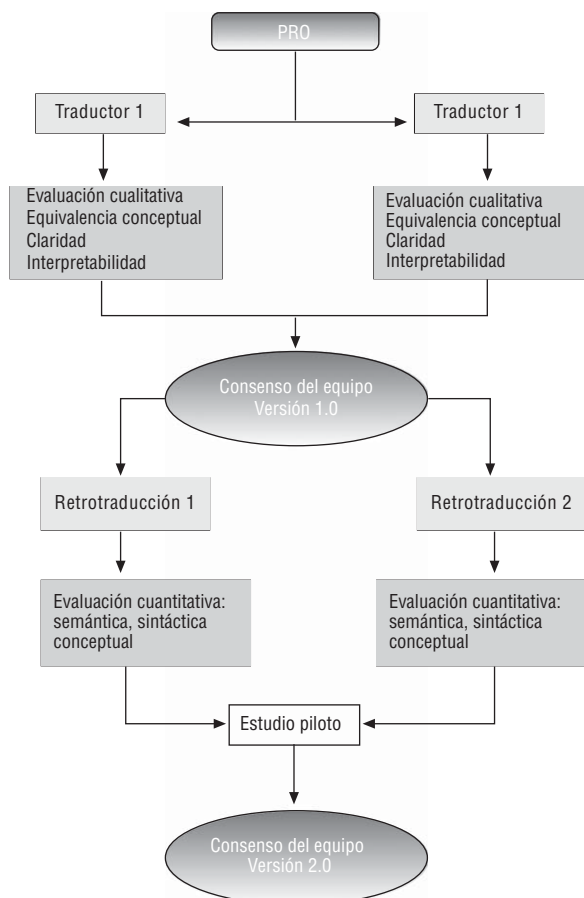 PRO
Traductor 1
Traductor 1
Evaluación cualitativa
Equivalencia conceptual
Claridad
Interpretabilidad
Evaluación cualitativa
Equivalencia conceptual
Claridad
Interpretabilidad
Consenso del equipo
Versión 1.0
Retrotraducción 1
Retrotraducción 2
Evaluación cuantitativa:
semántica, sintáctica
conceptual
Evaluación cuantitativa:
semántica, sintáctica
conceptual
Estudio piloto
Consenso del equipo
Versión 2.0